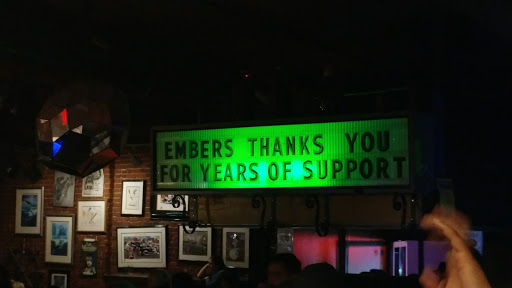 EMBERS THANKS YOU
FOR YEARS OF SUPPORT